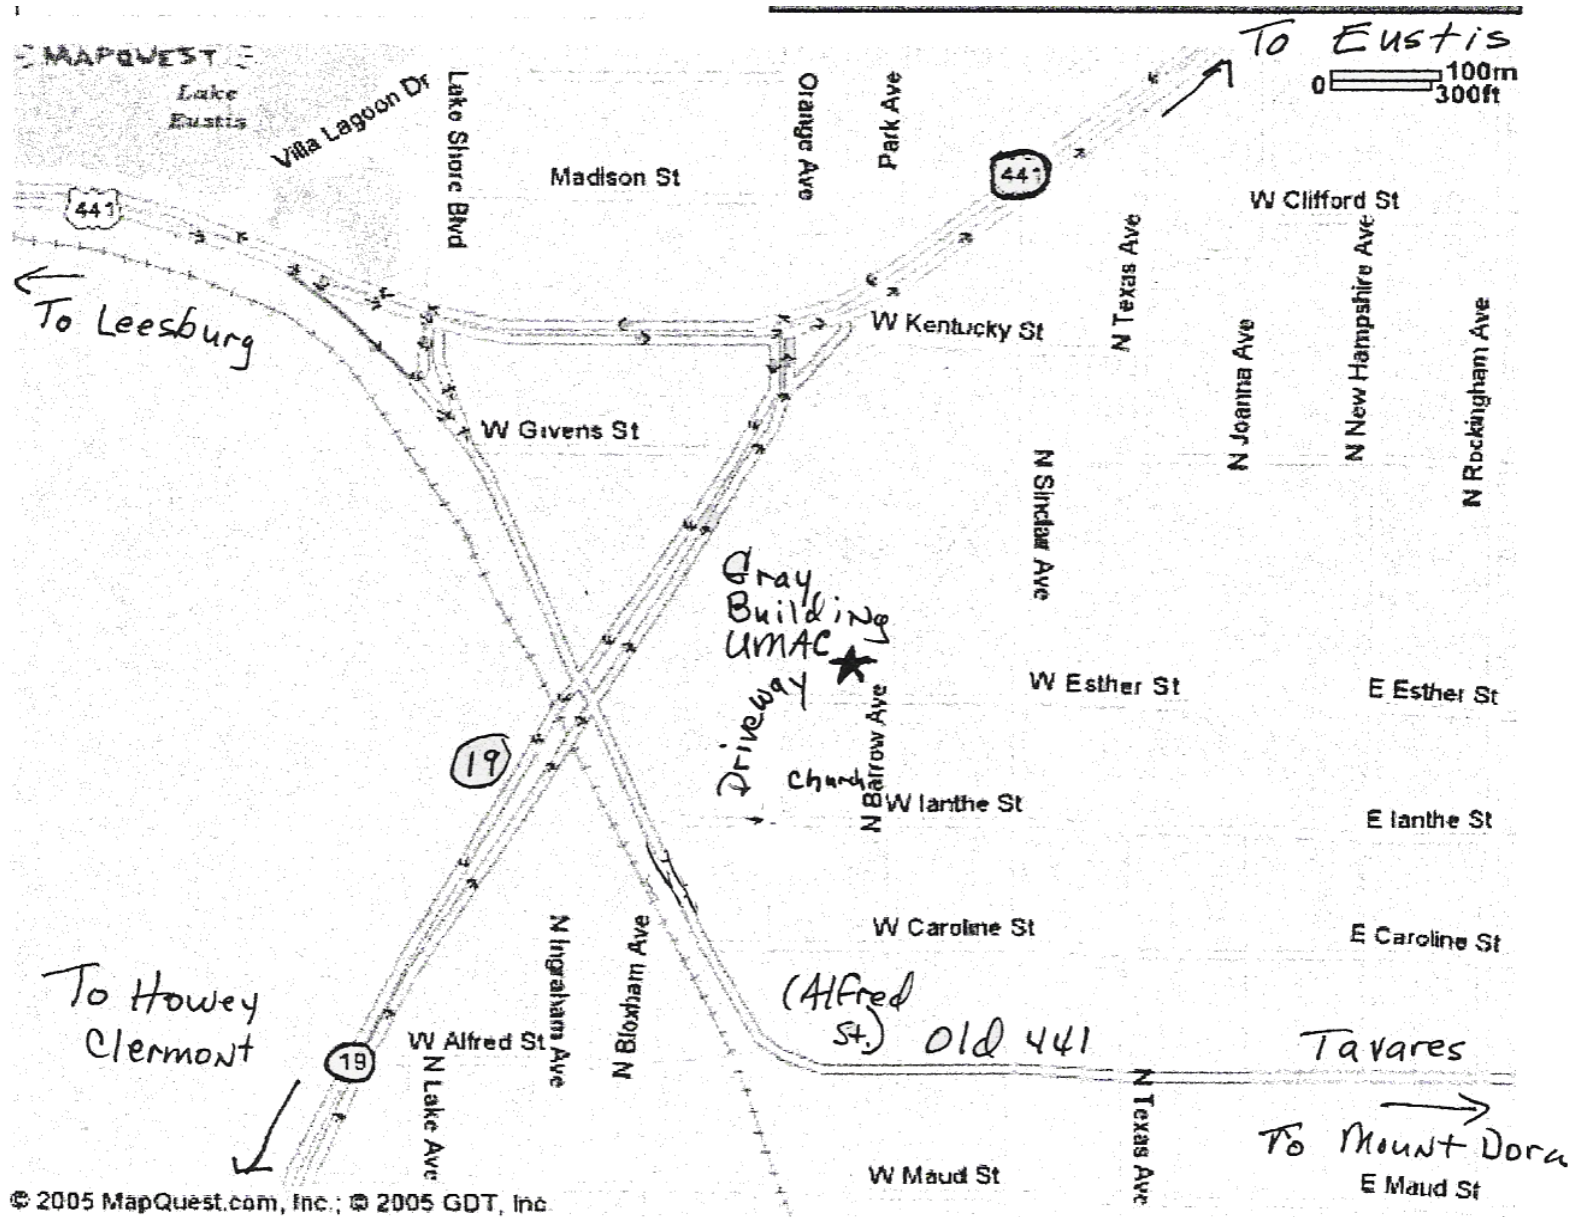 MAPQUEST
Lake
Eustis
Villa Lagoon Dr
Lake Shore Blvd
Madison St
Orange Ave
Park Ave
To Eustis
0
100m
300ft
441
441
W Clifford St
N Texas Ave
N New Hampshire Ave
N Joanna Ave
N Rockingham Ave
To Leesburg
W Kentucky St
W Givens St
N Sinclair Ave
Gray
Building
UMAC
Driveway
Church
N Barrow Ave
W Esther St
E Esther St
19
W Ianthe St
E Ianthe St
W Caroline St
E Caroline St
N Ingraham Ave
N Bloxham Ave
To Howey
Clermont
19
W Alfred St
N Lake Ave
(Alfred
St.) Old 441
Tavares
N Texas Ave
To Mount Dora
W Maud St
E Maud St
© 2005 MapQuest.com, Inc.; © 2005 GDT, Inc